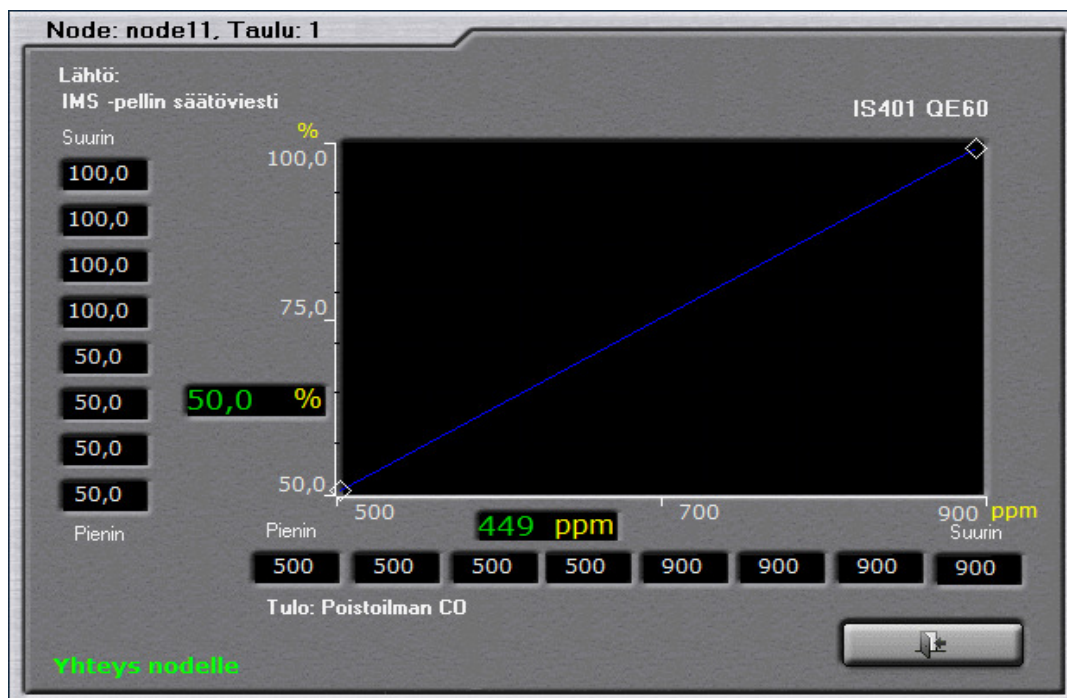 Node: node11, Taulu: 1
Lähtö:
IMS -pellin säätöviesti
IS401 QE60
Suurin
%
100,0
100,0
100,0
100,0
100,0
75,0
50,0
50,0 %
50,0
50,0
50,0
50,0
500
700
900 ppm
Pienin
Pienin
449 ppm
Suurin
500 500 500 500 900 900 900 900
Tulo: Poistoilman CO
Yhteys nodelle